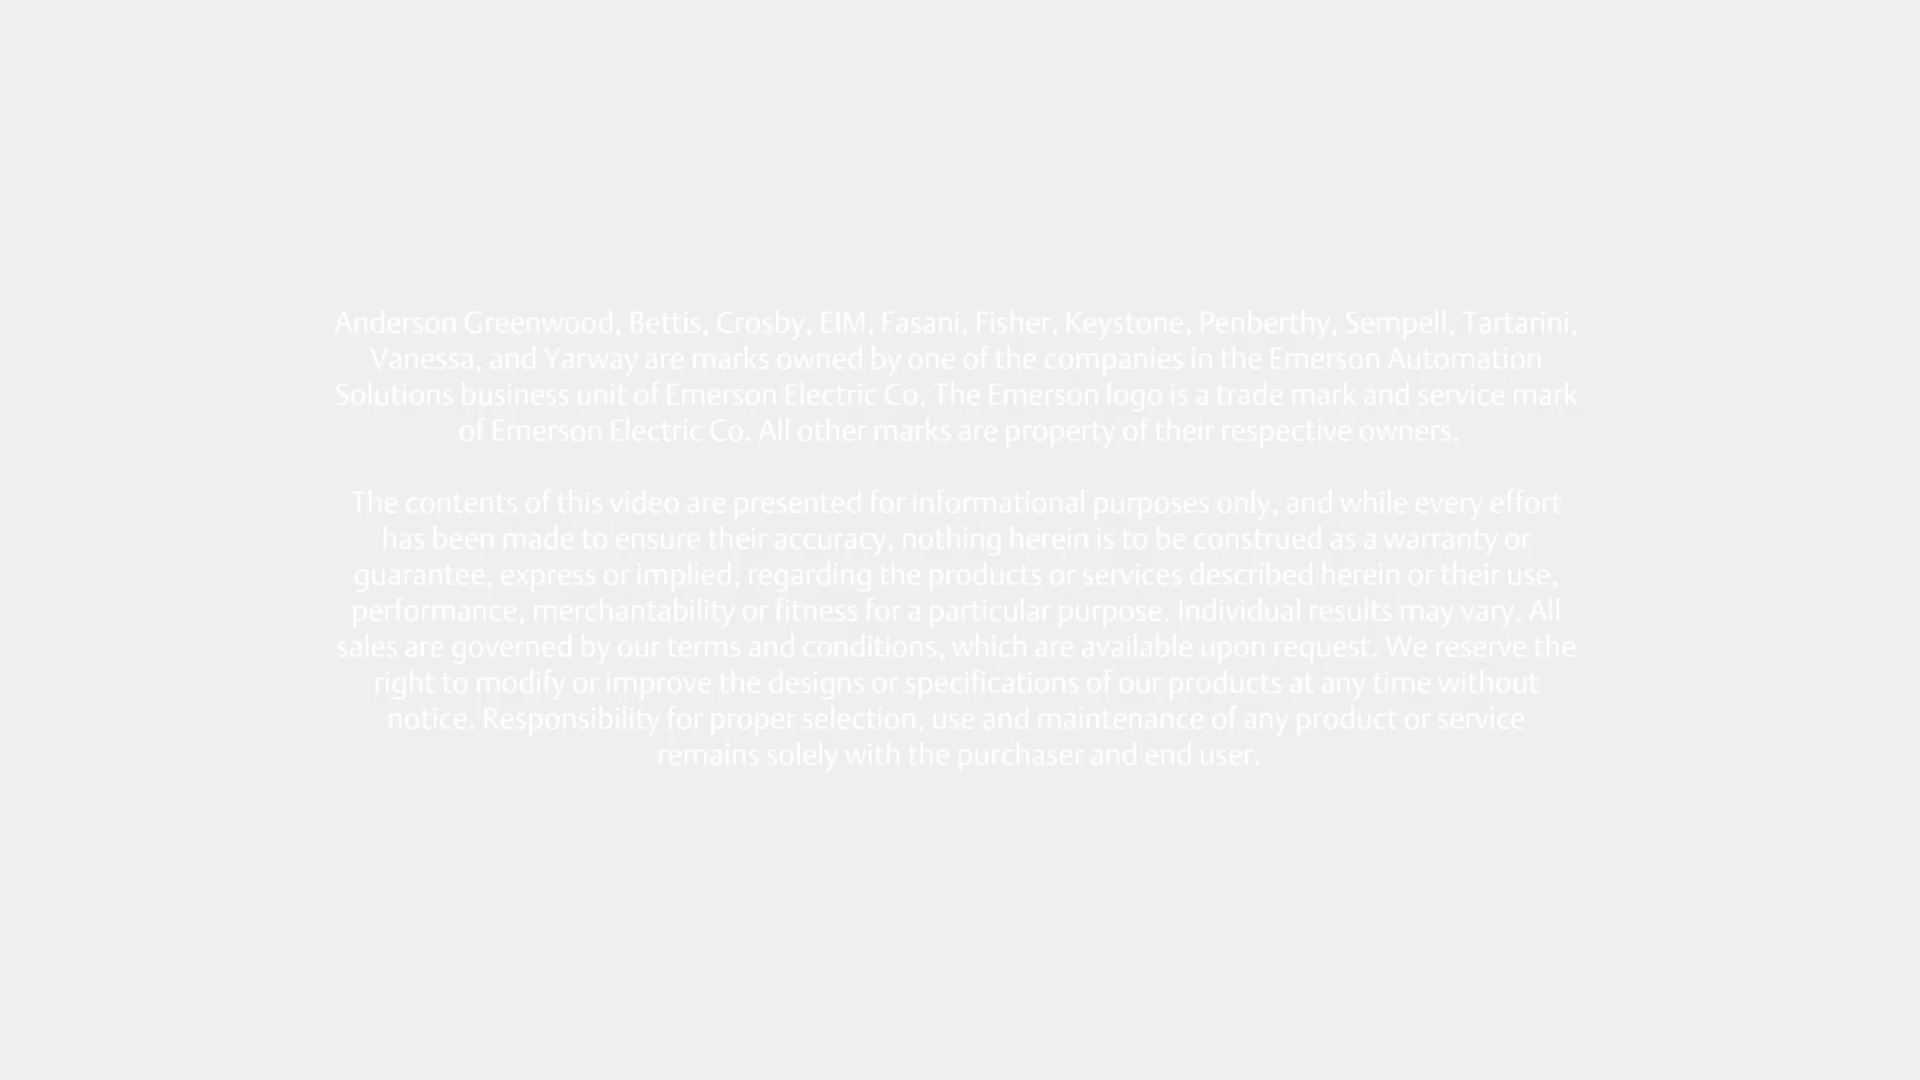 Anderson Greenwood, Bettis, Crosby, EIM, Fasani, Fisher, Keystone, Penberthy, Sempell, Tartarini,
Vanessa, and Yarway are marks owned by one of the companies in the Emerson Automation
Solutions business unit of Emerson Electric Co. The Emerson logo is a trade mark and service mark
of Emerson Electric Co. All other marks are property of their respective owners.
The contents of this video are presented for informational purposes only, and while every effort
has been made to ensure their accuracy, nothing herein is to be construed as a warranty or
guarantee, express or implied, regarding the products or services described herein or their use,
performance, merchantability or fitness for a particular purpose. Individual results may vary. All
sales are governed by our terms and conditions, which are available upon request. We reserve the
right to modify or improve the designs or specifications of our products at any time without
notice. Responsibility for proper selection, use and maintenance of any product or service
remains solely with the purchaser and end user.